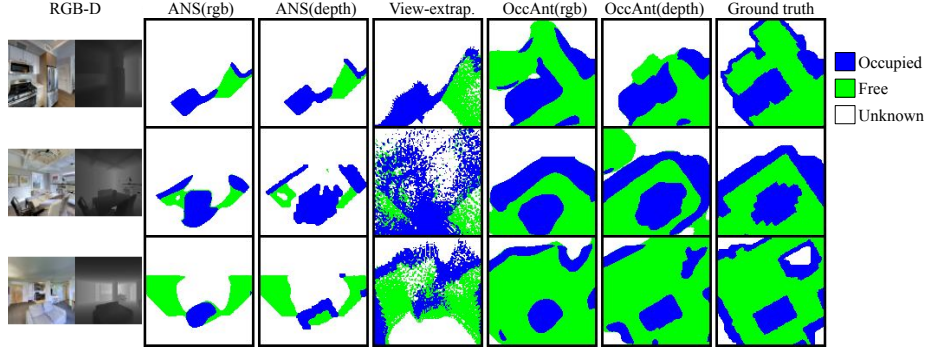 RGB-D ANS(rgb) ANS(depth) View-extrap. OccAnt(rgb) OccAnt(depth) Ground truth
Occupied
Free
Unknown